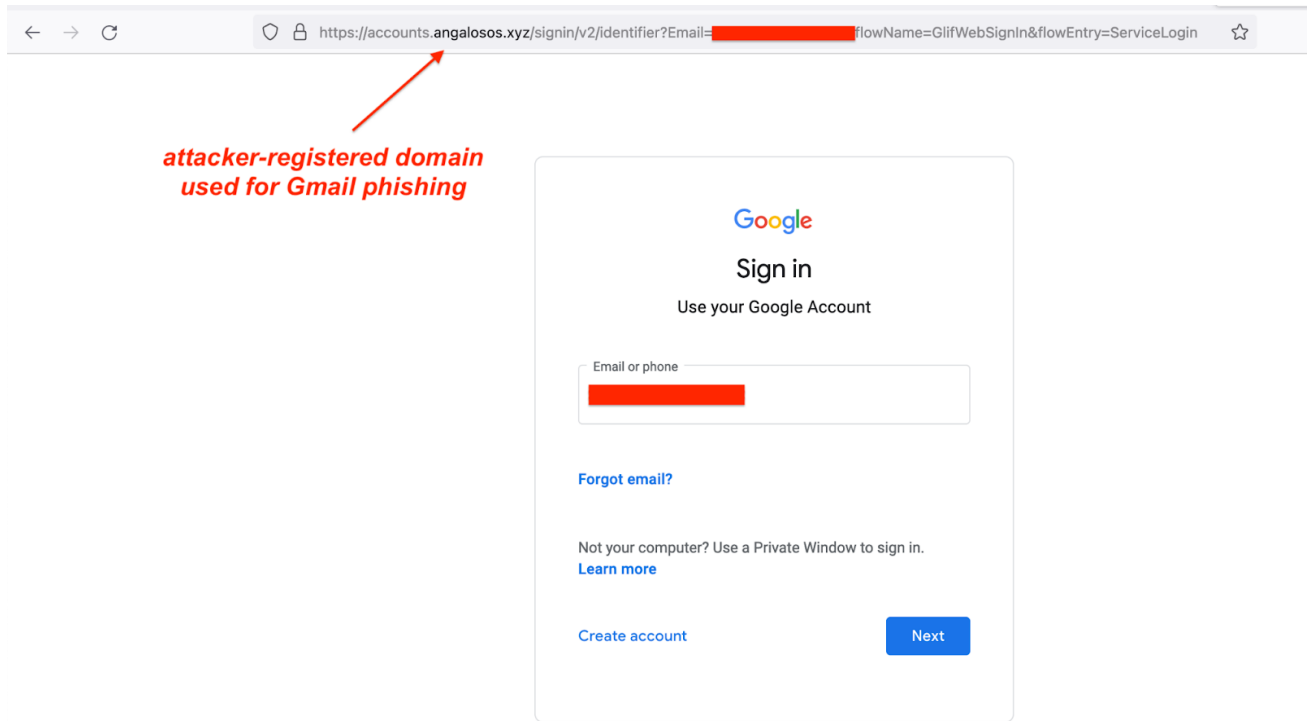 https://accounts.angalosos.xyz/signin/v2/identifier?Email= flowName=GlifWebSignIn&flowEntry=ServiceLogin
attacker-registered domain
used for Gmail phishing
Google
Sign in
Use your Google Account
Email or phone
Forgot email?
Not your computer? Use a Private Window to sign in.
Learn more
Create account
Next